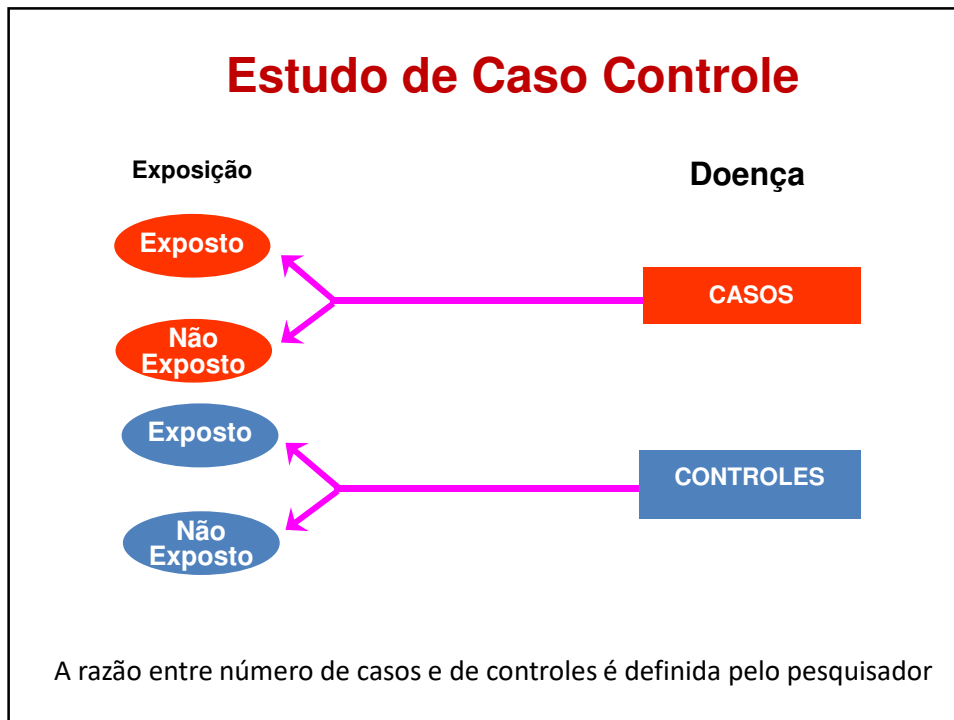 Estudo de Caso Controle
Exposição
Doença
Exposto
CASOS
Não
Exposto
Exposto
CONTROLES
Não
Exposto
A razão entre número de casos e de controles é definida pelo pesquisador